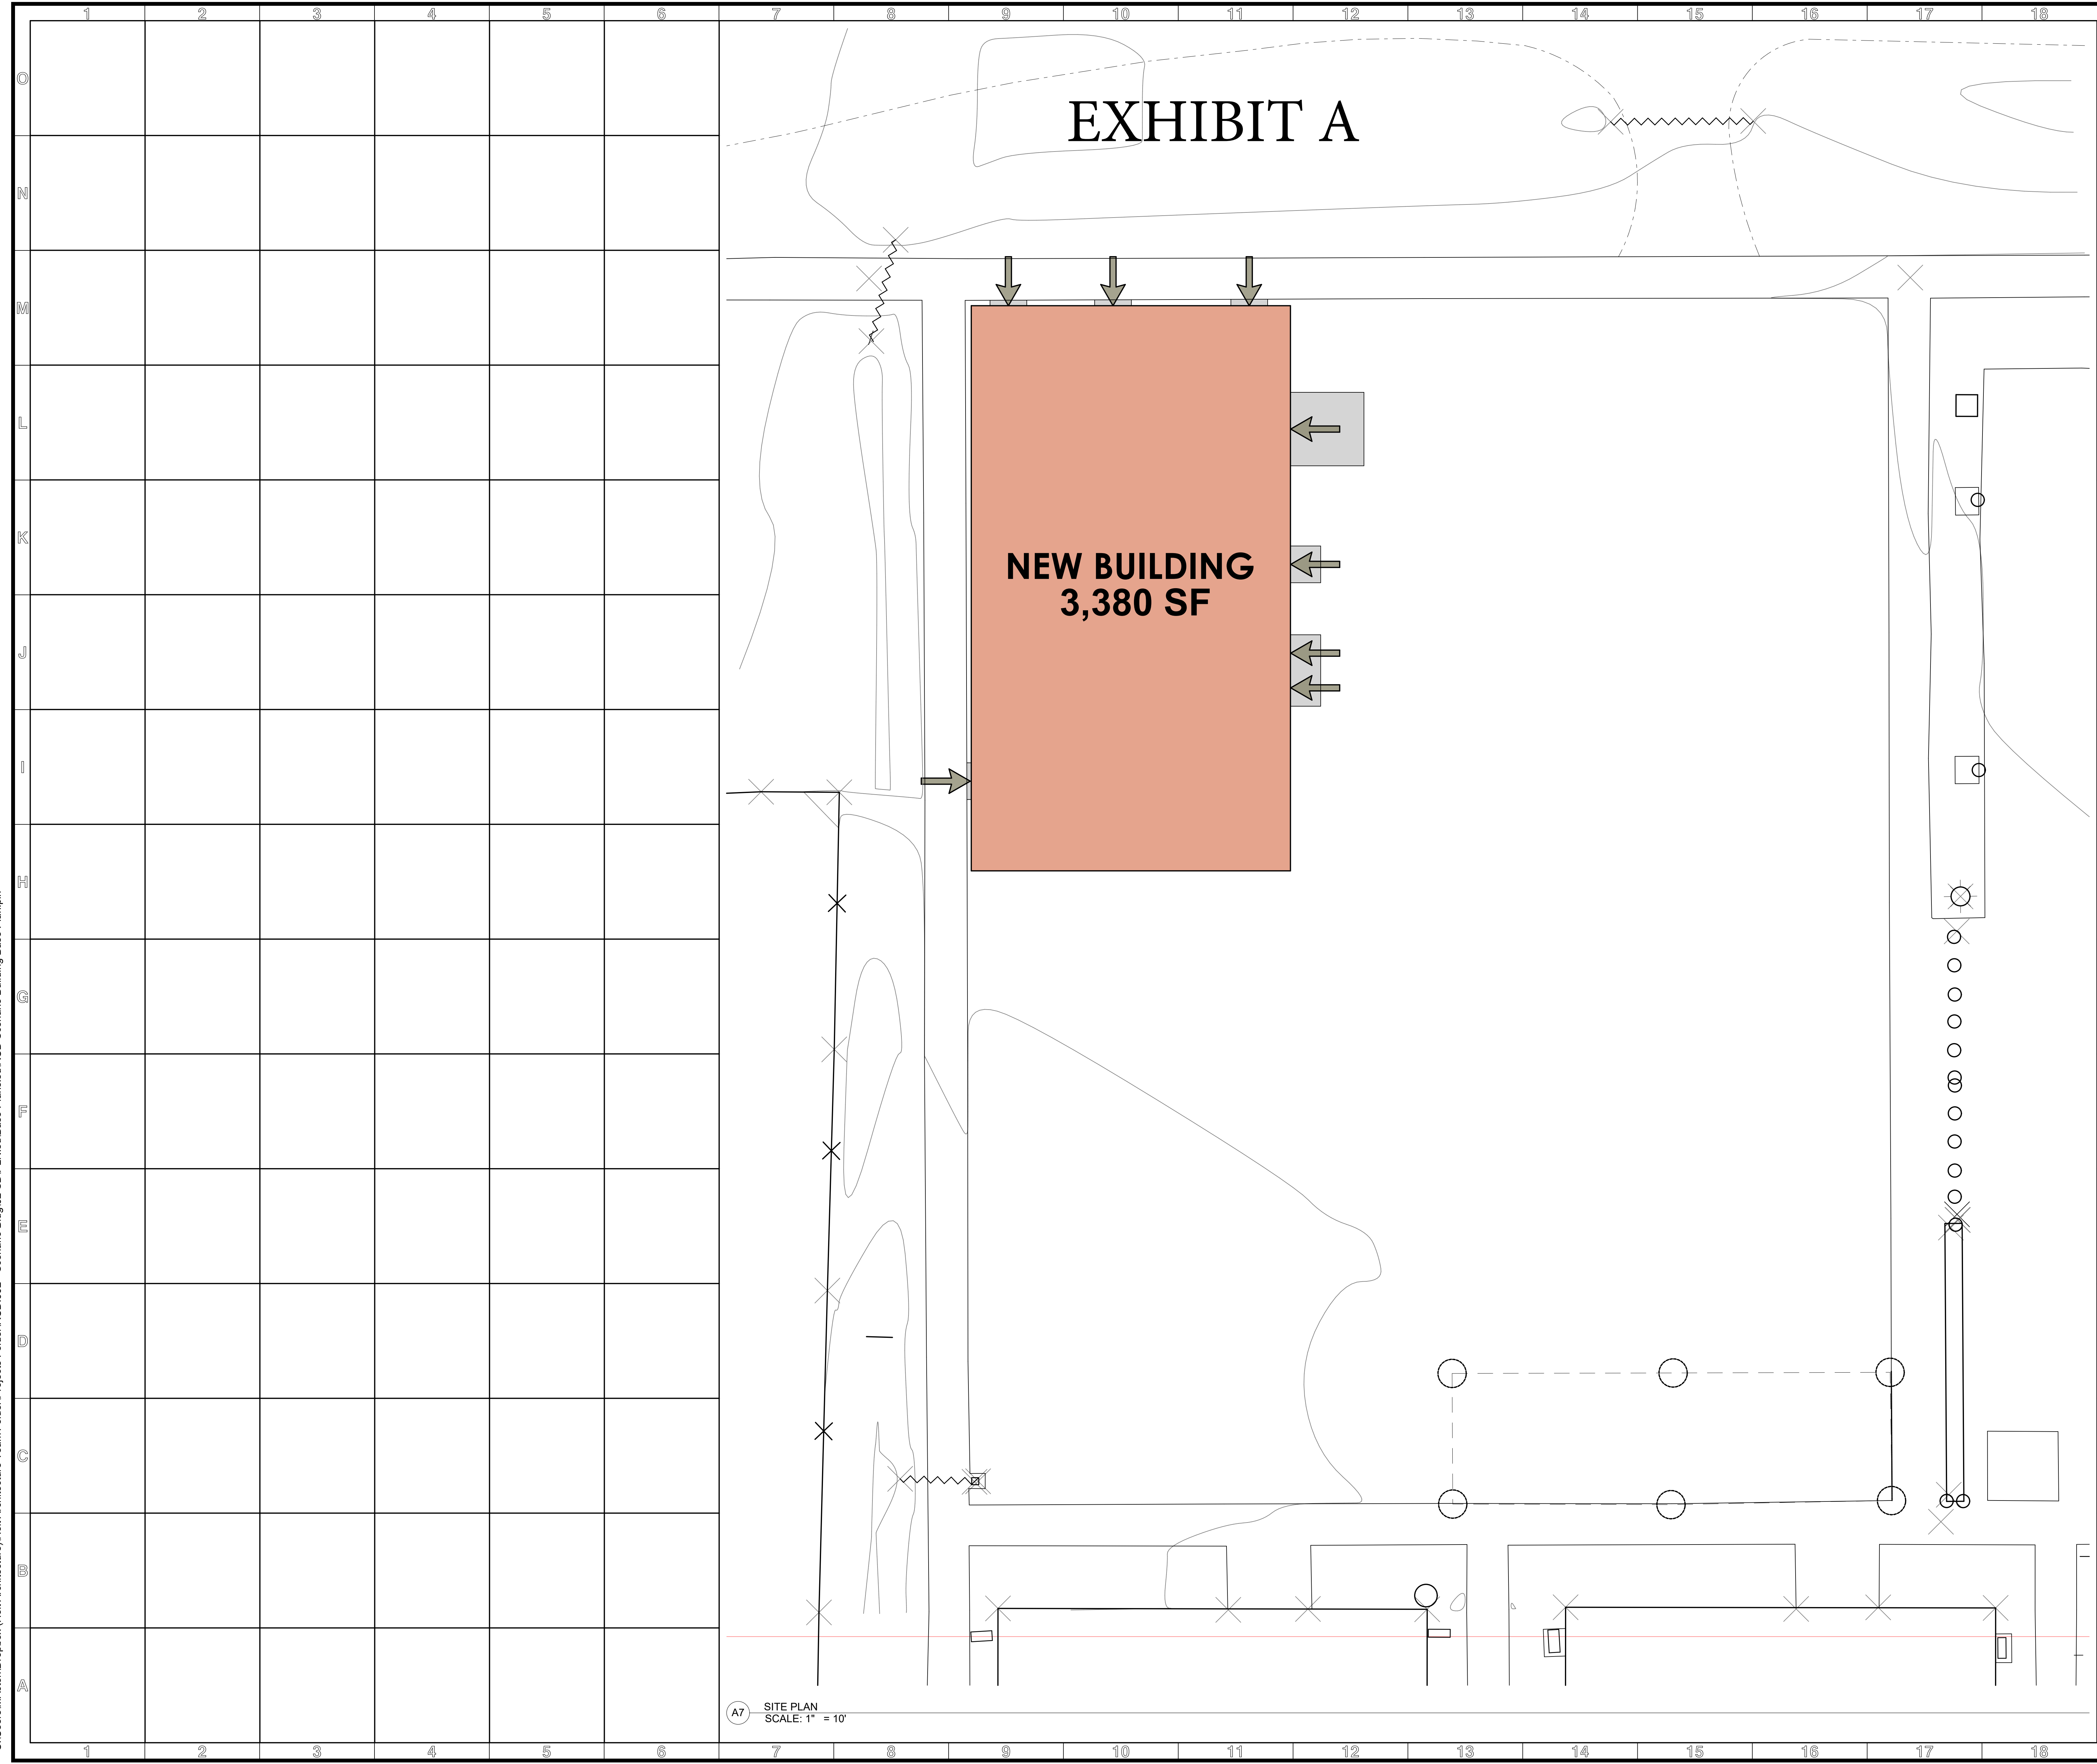 1 2 3 4 5 6 7 8 9 10 11 12 13 14 15 16 17 18
O
EXHIBIT A
N
M
L
K
NEW BUILDING
3,380 SF
J
I
H
G
F
E
D
C
B
A
A7 SITE PLAN
SCALE: 1" = 10'
1 2 3 4 5 6 7 8 9 10 11 12 13 14 15 16 17 18